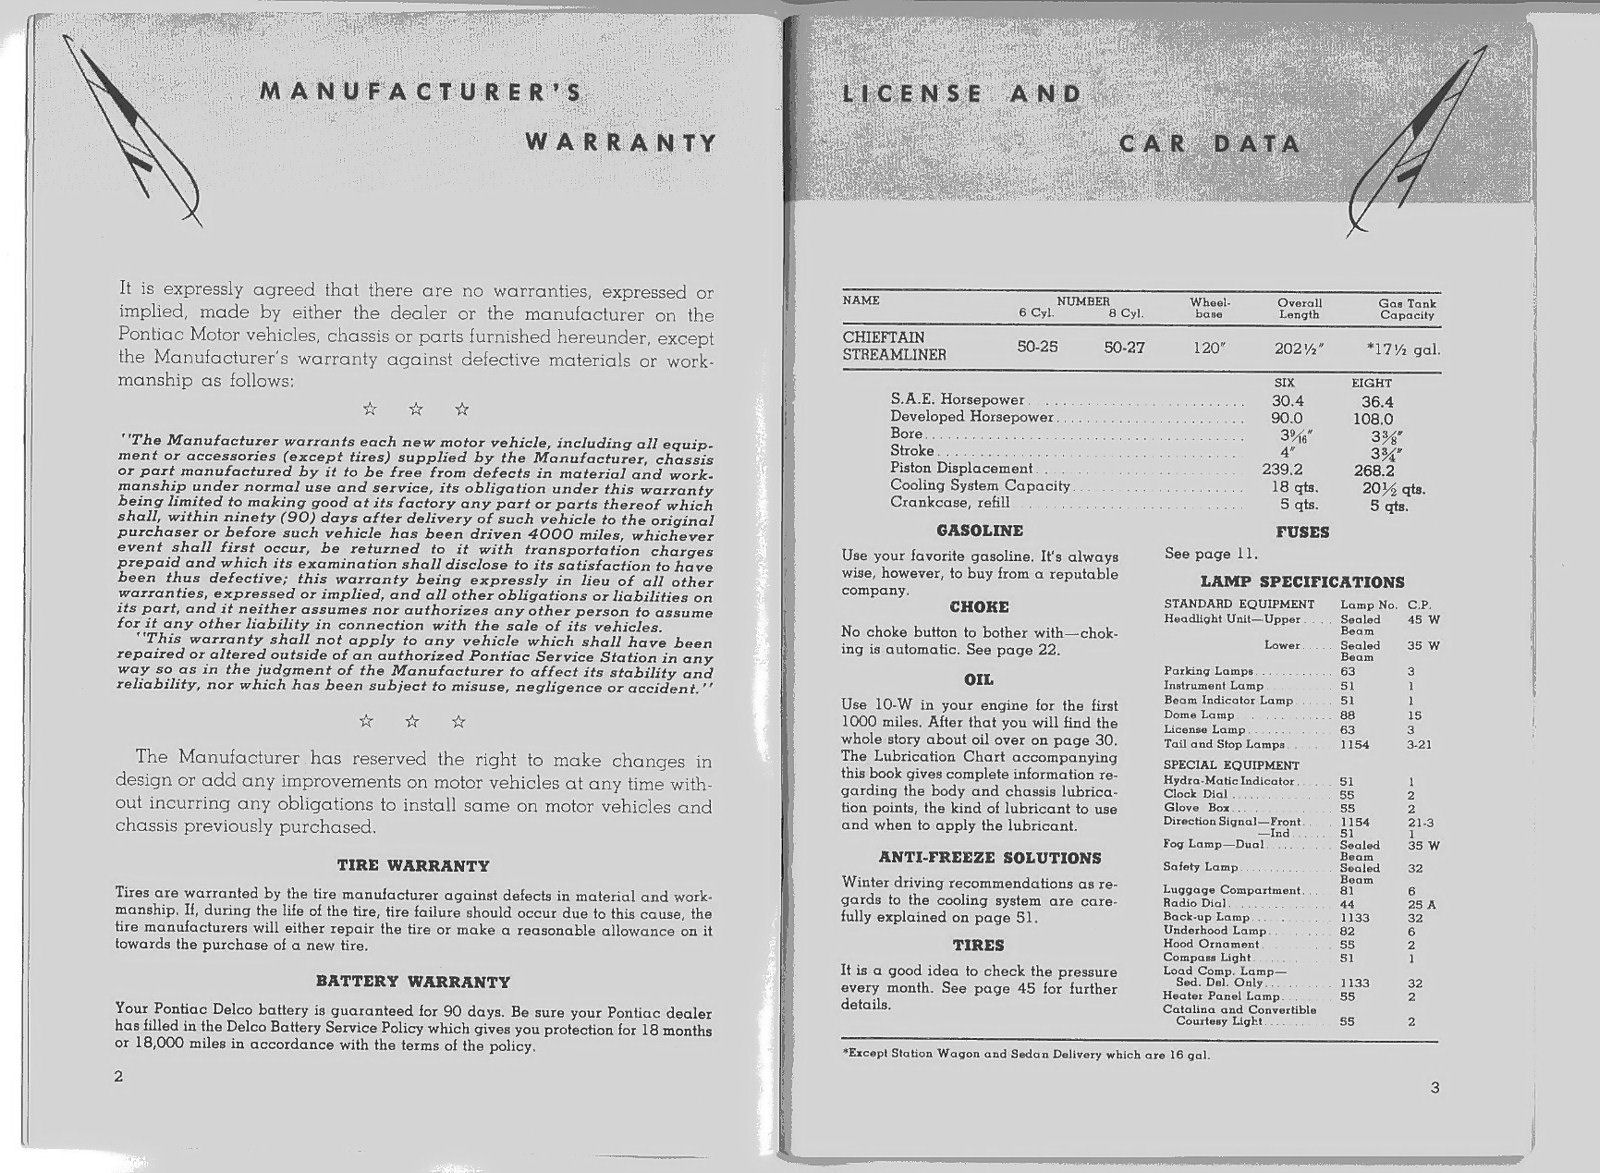 MANUFACTURER'S
WARRANTY
It is expressly agreed that there are no warranties, expressed or
implied, made by either the dealer or the manufacturer on the
Pontiac Motor vehicles, chassis or parts furnished hereunder, except
the Manufacturer's warranty against defective materials or work-
manship as follows:
☆ ☆ ☆
"The Manufacturer warrants each new motor vehicle, including all equip-
ment or accessories (except tires) supplied by the Manufacturer, chassis
or part manufactured by it to be free from defects in material and work-
manship under normal use and service, its obligation under this warranty
being limited to making good at its factory any part or parts thereof which
shall, within ninety (90) days after delivery of such vehicle to the original
purchaser or before such vehicle has been driven 4000 miles, whichever
event shall first occur, be returned to it with transportation charges
prepaid and which its examination shall disclose to its satisfaction to have
been thus defective; this warranty being expressly in lieu of all other
warranties, expressed or implied, and all other obligations or liabilities on
its part, and it neither assumes nor authorizes any other person to assume
for it any other liability in connection with the sale of its vehicles.
"This warranty shall not apply to any vehicle which shall have been
repaired or altered outside of an authorized Pontiac Service Station in any
way so as in the judgment of the Manufacturer to affect its stability and
reliability, nor which has been subject to misuse, negligence or accident."
☆ ☆ ☆
The Manufacturer has reserved the right to make changes in
design or add any improvements on motor vehicles at any time with-
out incurring any obligations to install same on motor vehicles and
chassis previously purchased.
TIRE WARRANTY
Tires are warranted by the tire manufacturer against defects in material and work-
manship. If, during the life of the tire, tire failure should occur due to this cause, the
tire manufacturers will either repair the tire or make a reasonable allowance on it
towards the purchase of a new tire.
BATTERY WARRANTY
Your Pontiac Delco battery is guaranteed for 90 days. Be sure your Pontiac dealer
has filled in the Delco Battery Service Policy which gives you protection for 18 months
or 18,000 miles in accordance with the terms of the policy.
2
LICENSE AND
CAR DATA
NAME NUMBER Wheel- Overall Gas Tank
6 Cyl. 8 Cyl. base Length Capacity
CHIEFTAIN
STREAMLINER 50-25 50-27 120" 202½" *17½ gal.
SIX EIGHT
S.A.E. Horsepower 30.4 36.4
Developed Horsepower 90.0 108.0
Bore 3 9/16" 3⅜"
Stroke 4" 3¾"
Piston Displacement 239.2 268.2
Cooling System Capacity 18 qts. 20½ qts.
Crankcase, refill 5 qts. 5 qts.
GASOLINE
Use your favorite gasoline. It's always
wise, however, to buy from a reputable
company.
CHOKE
No choke button to bother with—chok-
ing is automatic. See page 22.
OIL
Use 10-W in your engine for the first
1000 miles. After that you will find the
whole story about oil over on page 30.
The Lubrication Chart accompanying
this book gives complete information re-
garding the body and chassis lubrica-
tion points, the kind of lubricant to use
and when to apply the lubricant.
ANTI-FREEZE SOLUTIONS
Winter driving recommendations as re-
gards to the cooling system are care-
fully explained on page 51.
TIRES
It is a good idea to check the pressure
every month. See page 45 for further
details.
FUSES
See page 11.
LAMP SPECIFICATIONS
STANDARD EQUIPMENT Lamp No. C.P.
Headlight Unit—Upper Sealed 45 W
Beam
Lower Sealed 35 W
Beam
Parking Lamps 63 3
Instrument Lamp 51 1
Beam Indicator Lamp 51 1
Dome Lamp 88 15
License Lamp 63 3
Tail and Stop Lamps 1154 3-21
SPECIAL EQUIPMENT
Hydra-Matic Indicator 51 1
Clock Dial 55 2
Glove Box 55 2
Direction Signal—Front 1154 21-3
—Ind 51 1
Fog Lamp—Dual Sealed 35 W
Beam
Safety Lamp Sealed 32
Beam
Luggage Compartment 81 6
Radio Dial 44 25 A
Back-up Lamp 1133 32
Underhood Lamp 82 6
Hood Ornament 55 2
Compass Light 51 1
Load Comp. Lamp—
Sed. Del. Only 1133 32
Heater Panel Lamp 55 2
Catalina and Convertible
Courtesy Light 55 2
*Except Station Wagon and Sedan Delivery which are 16 gal.
3